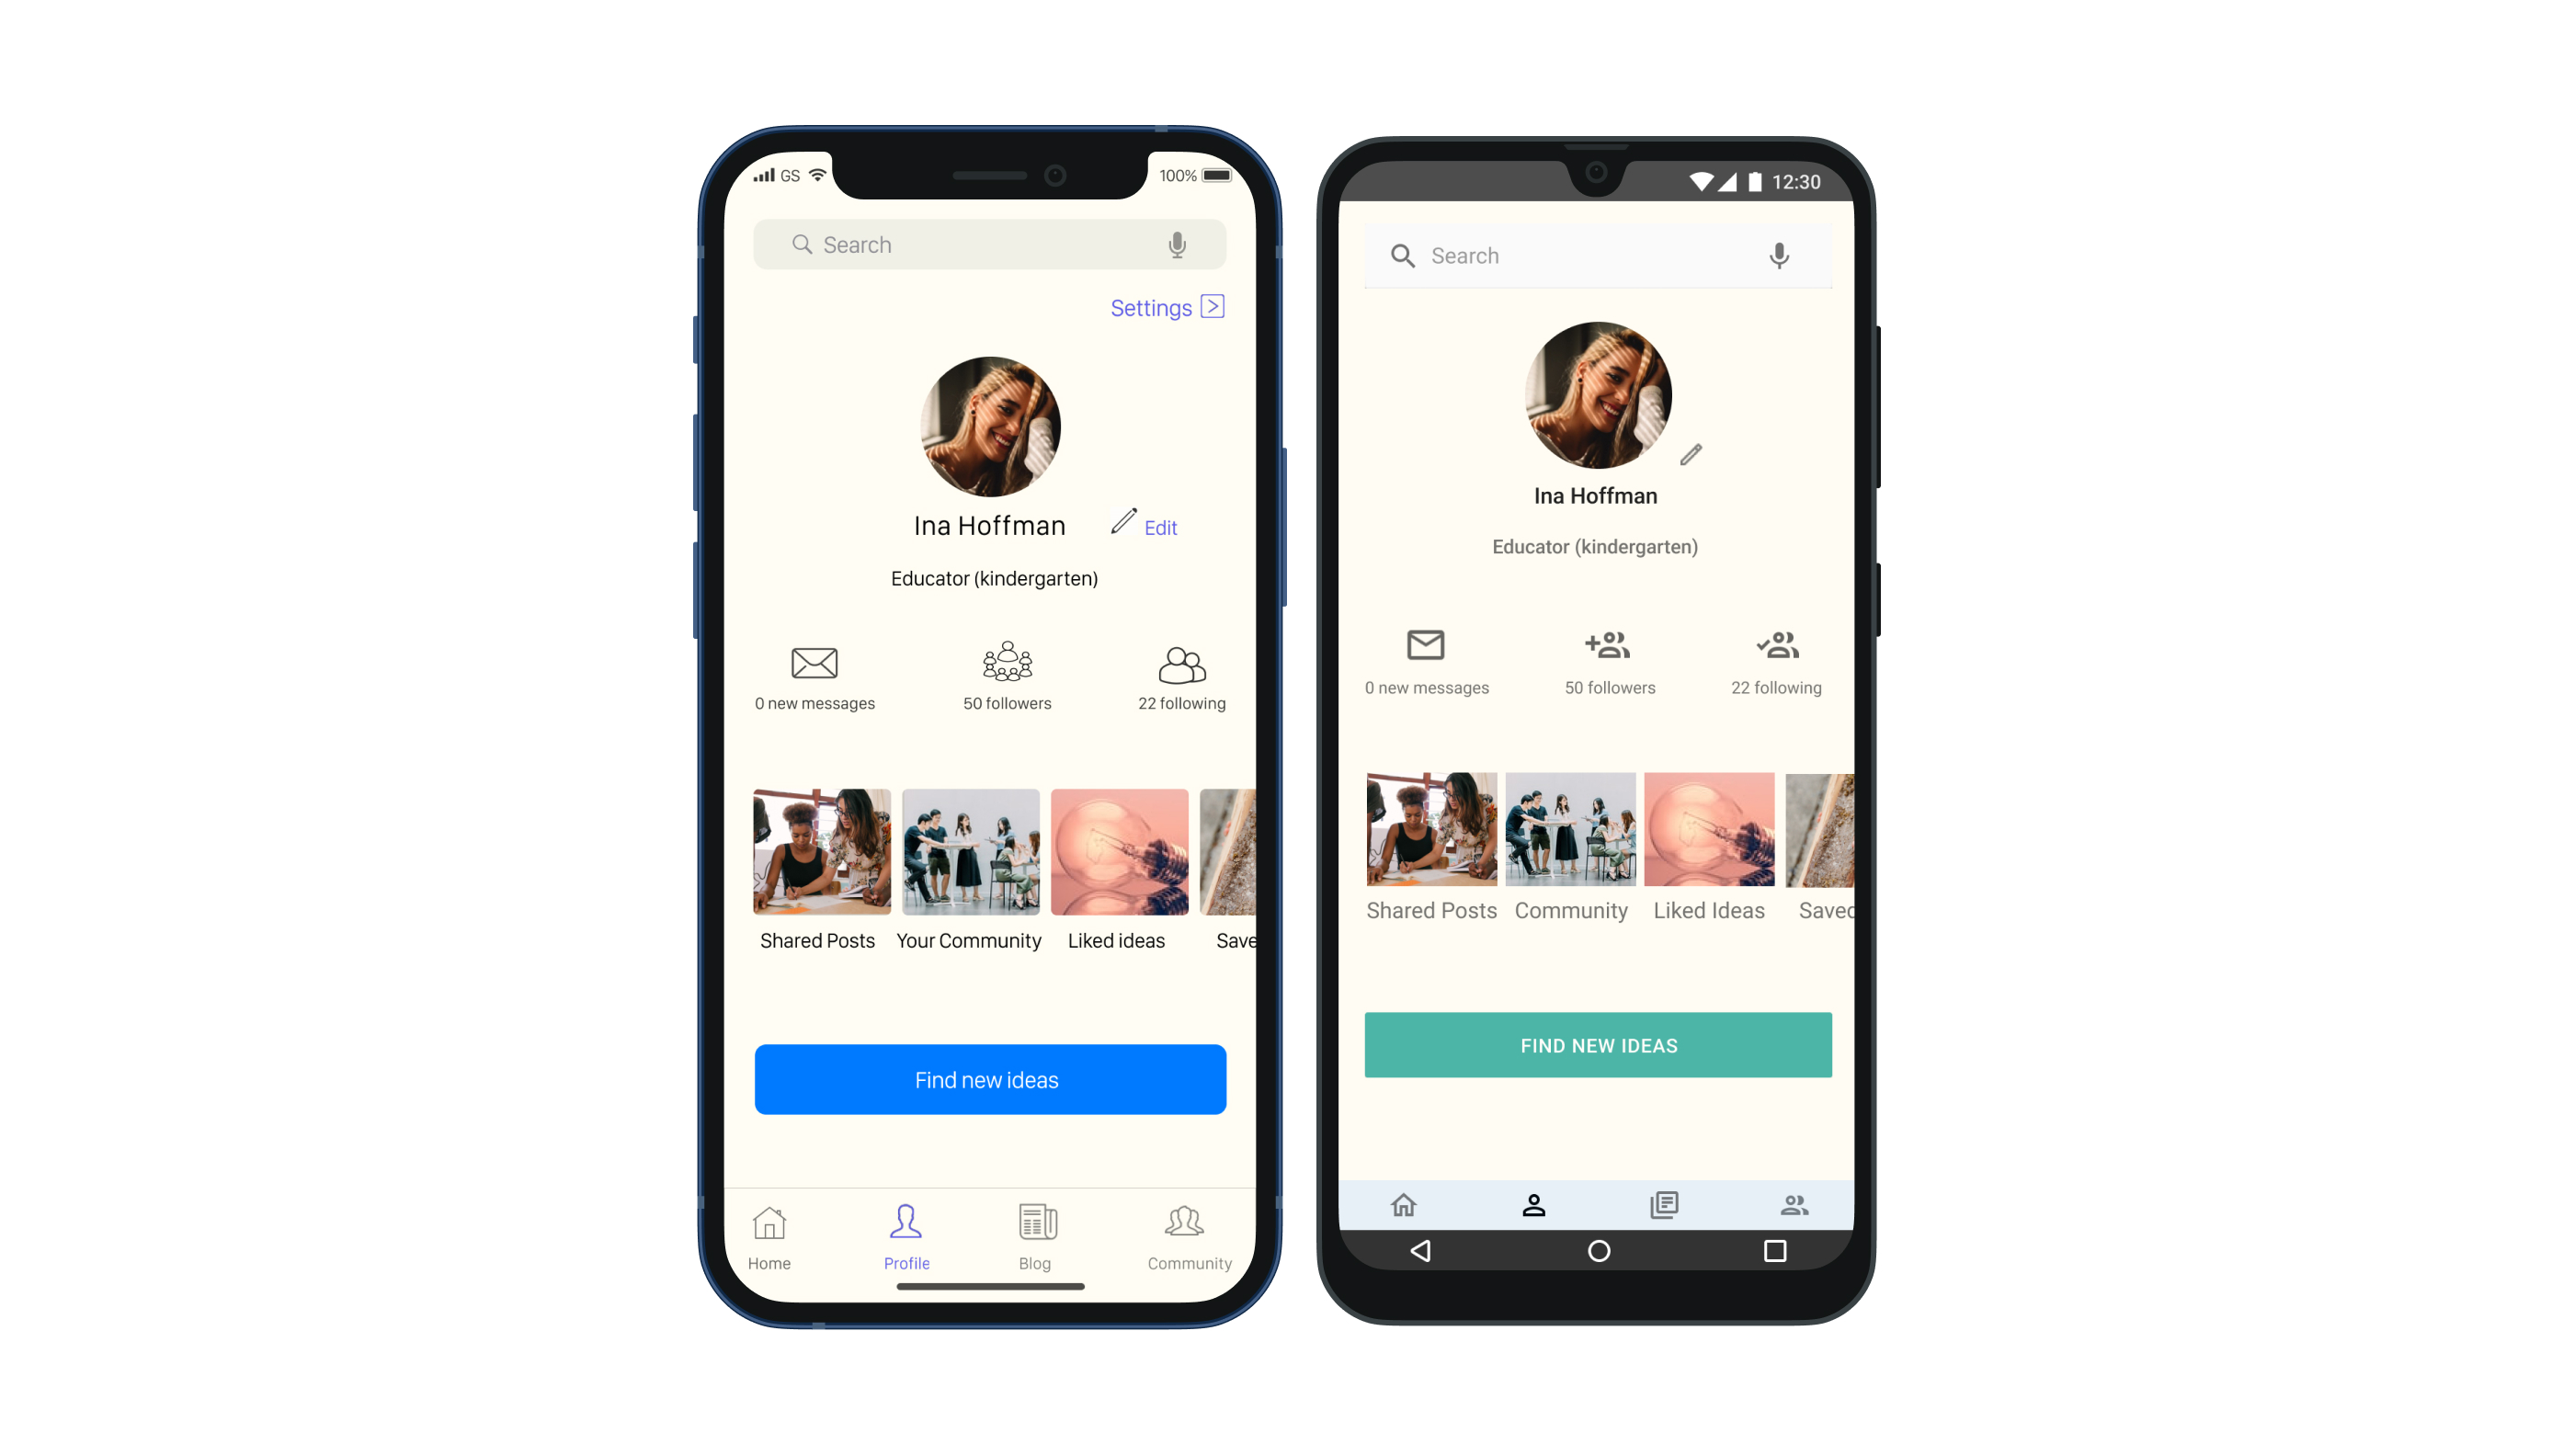 GS 100%
Search
Settings
Ina Hoffman
Edit
Educator (kindergarten)
0 new messages
50 followers
22 following
Shared Posts
Your Community
Liked ideas
Save
Find new ideas
Home
Profile
Blog
Community
12:30
Search
Ina Hoffman
Educator (kindergarten)
0 new messages
50 followers
22 following
Shared Posts
Community
Liked Ideas
Saved
FIND NEW IDEAS